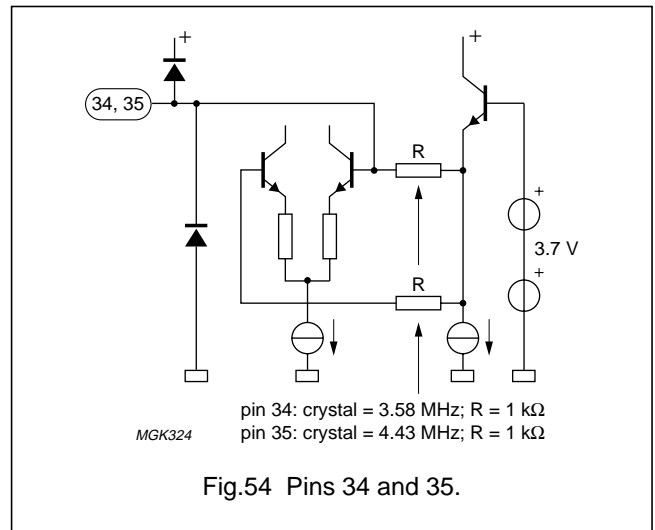 +
+
34, 35
R
+
3.7 V
R
+
pin 34: crystal = 3.58 MHz; R = 1 kΩ
MGK324
pin 35: crystal = 4.43 MHz; R = 1 kΩ
Fig.54 Pins 34 and 35.